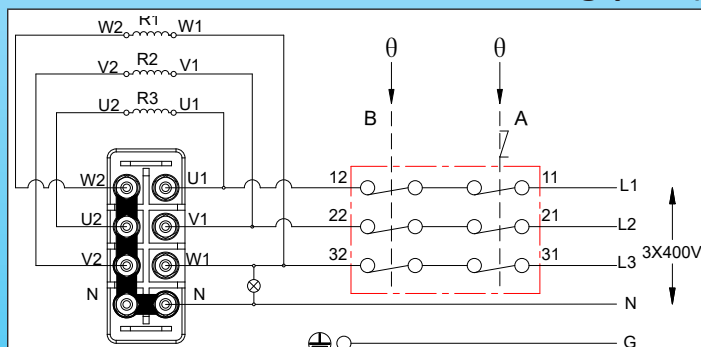 W2 R1 W1
V2 R2 V1
U2 R3 U1
θ θ
B A
W2 U1 12 11 L1
U2 V1 22 21 L2
V2 W1 32 31 L3
3X400V
N N N
G